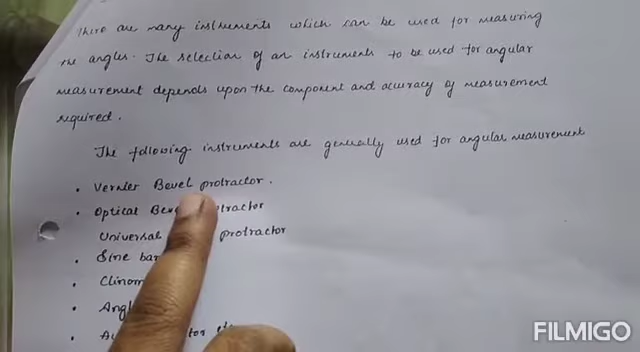 There are many instruments which can be used for measuring
the angles. The selection of an instruments to be used for angular
measurement depends upon the component and accuracy of measurement
required.
The following instruments are generally used for angular measurement
• Vernier Bevel protractor.
• Optical
Universal protractor
• Sine bar
•
•
•
FILMIGO